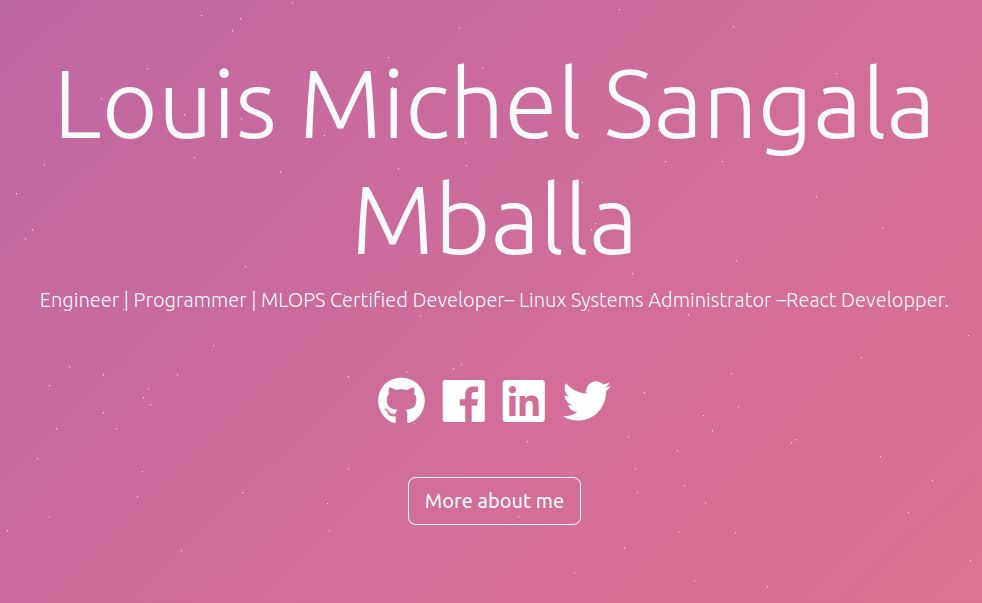 Louis Michel Sangala
Mballa
Engineer | Programmer | MLOPS Certified Developer– Linux Systems Administrator –React Developper.
More about me